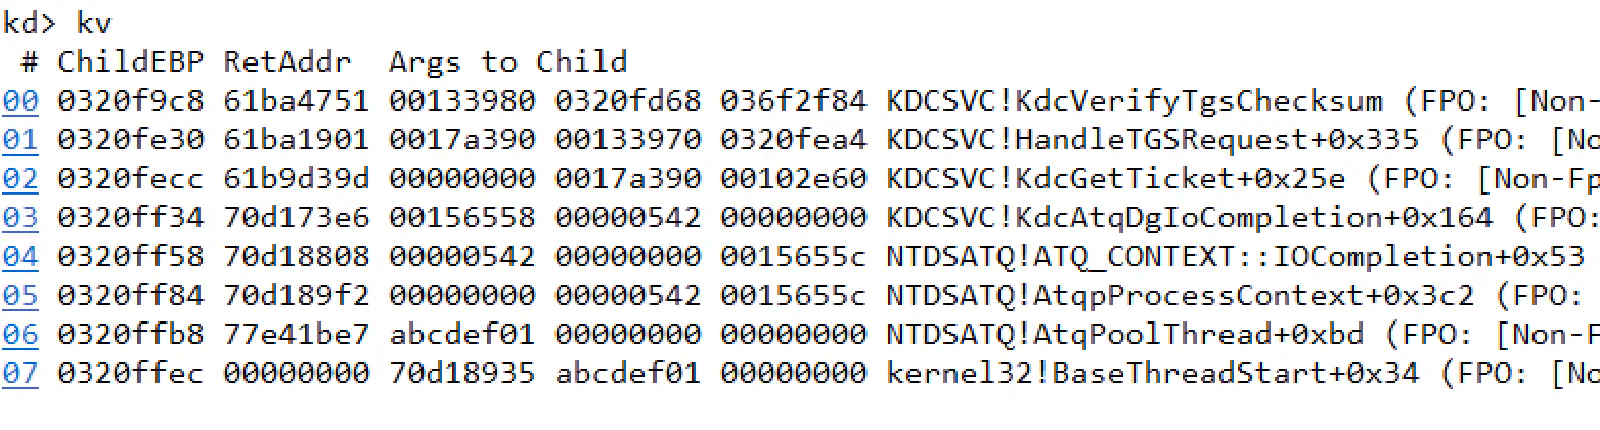 kd> kv
 # ChildEBP RetAddr  Args to Child
00 0320f9c8 61ba4751 00133980 0320fd68 036f2f84 KDCSVC!KdcVerifyTgsChecksum (FPO: [Non-
01 0320fe30 61ba1901 0017a390 00133970 0320fea4 KDCSVC!HandleTGSRequest+0x335 (FPO: [No
02 0320fecc 61b9d39d 00000000 0017a390 00102e60 KDCSVC!KdcGetTicket+0x25e (FPO: [Non-Fp
03 0320ff34 70d173e6 00156558 00000542 00000000 KDCSVC!KdcAtqDgIoCompletion+0x164 (FPO:
04 0320ff58 70d18808 00000542 00000000 0015655c NTDSATQ!ATQ_CONTEXT::IOCompletion+0x53
05 0320ff84 70d189f2 00000000 00000542 0015655c NTDSATQ!AtqpProcessContext+0x3c2 (FPO:
06 0320ffb8 77e41be7 abcdef01 00000000 00000000 NTDSATQ!AtqPoolThread+0xbd (FPO: [Non-F
07 0320ffec 00000000 70d18935 abcdef01 00000000 kernel32!BaseThreadStart+0x34 (FPO: [No